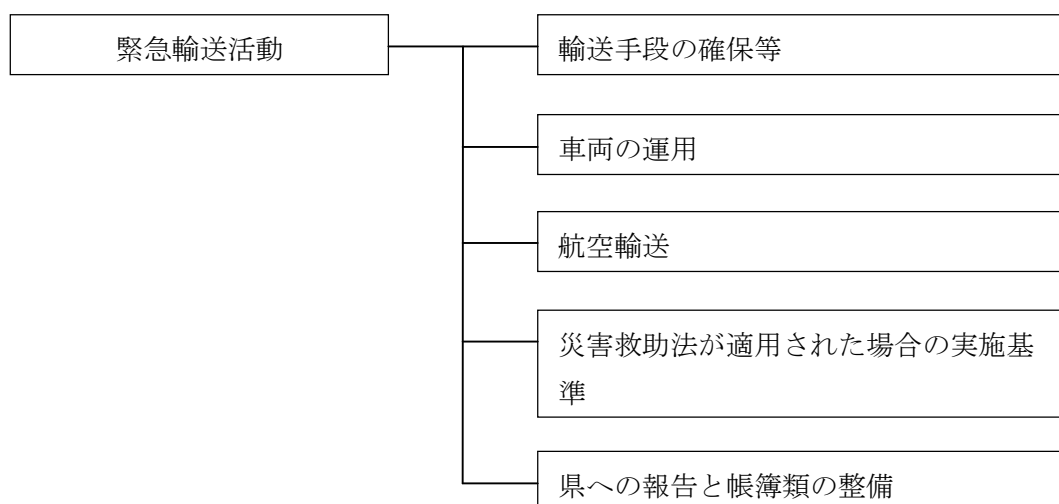 緊急輸送活動
輸送手段の確保等
車両の運用
航空輸送
災害救助法が適用された場合の実施基
準
県への報告と帳簿類の整備